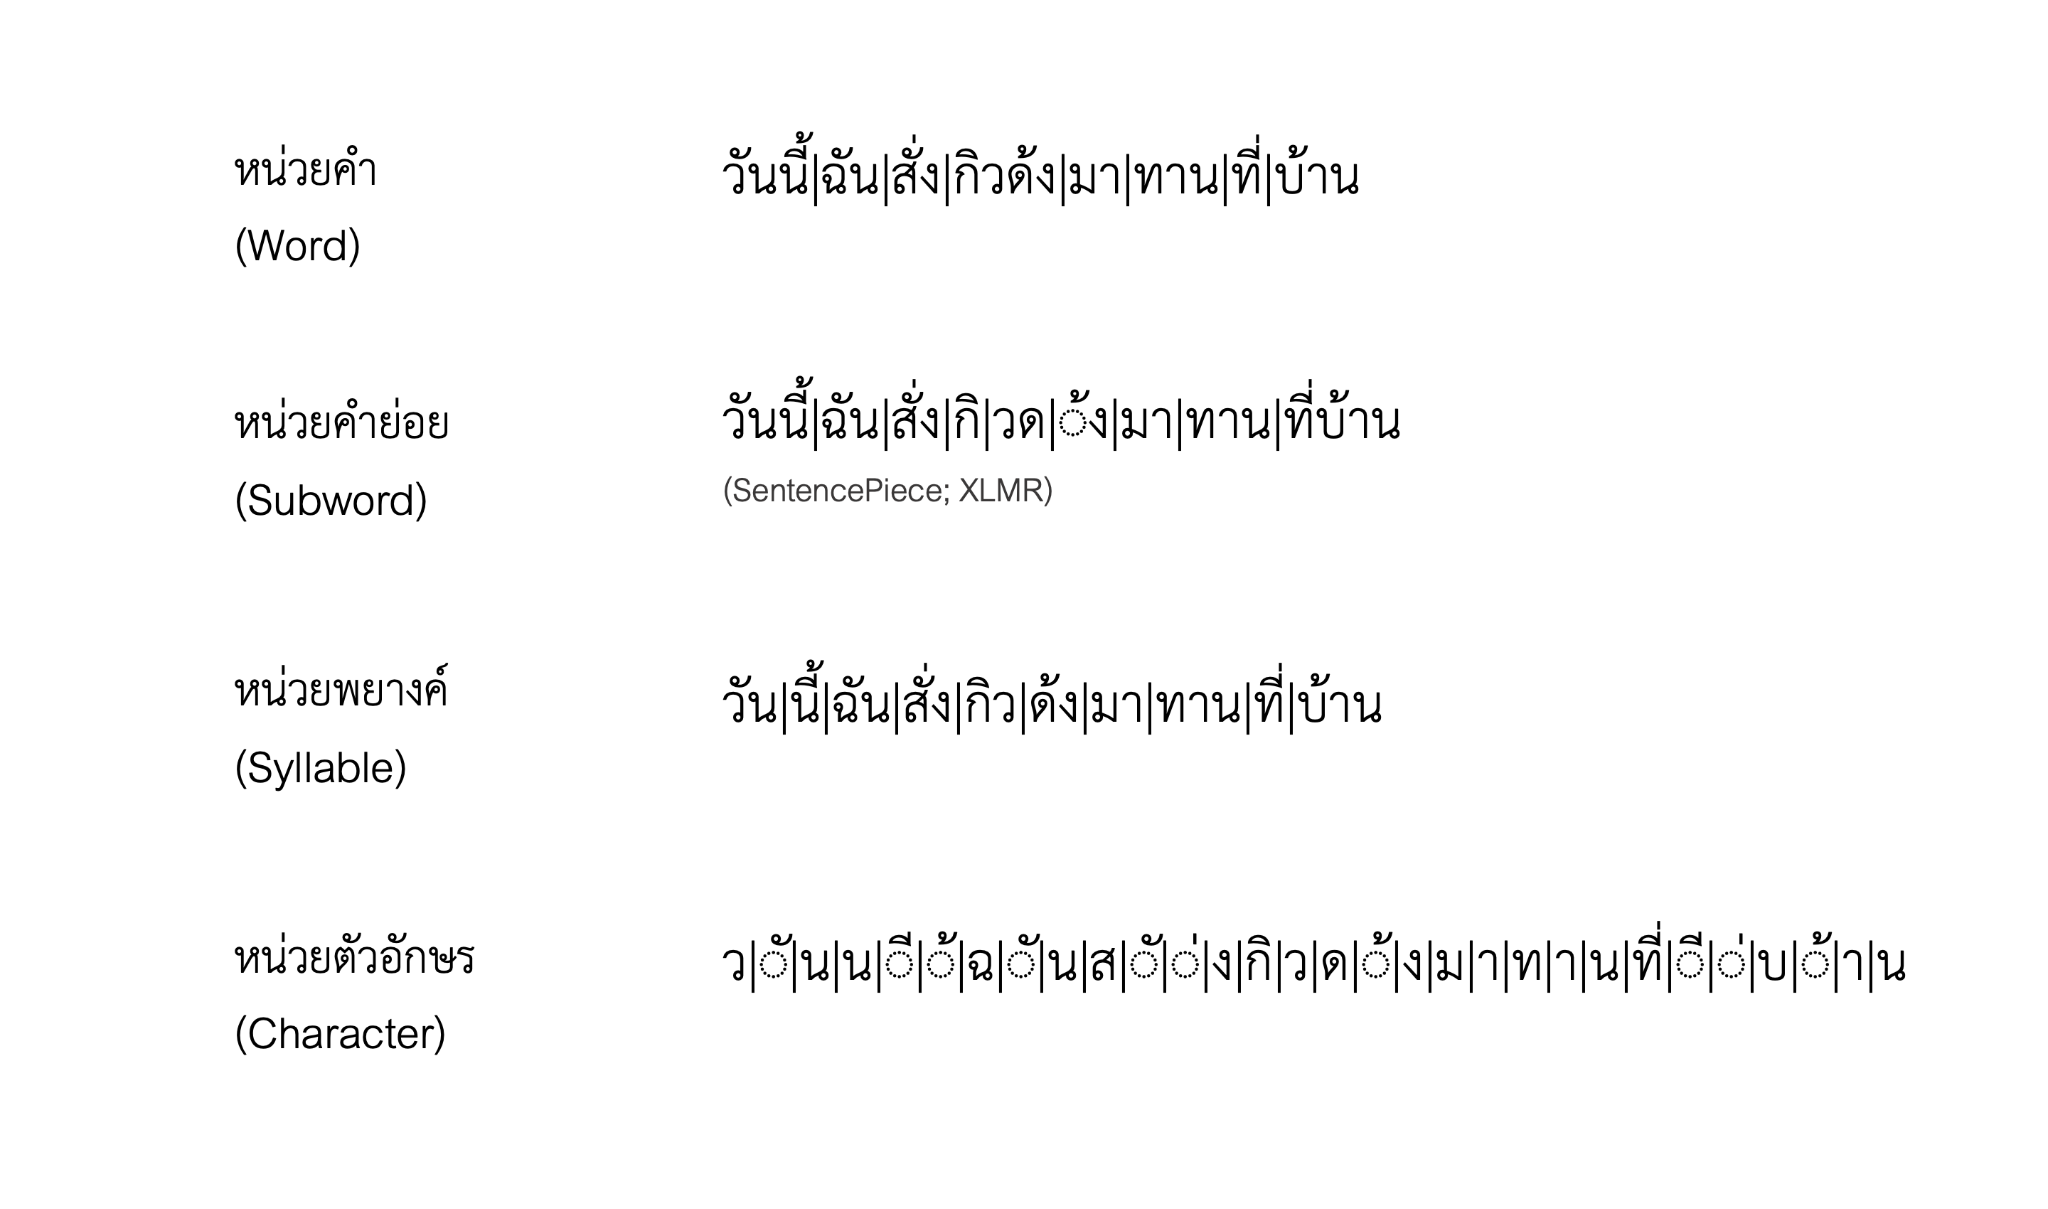 หน่วยคำ
(Word)
วันนี้|ฉัน|สั่ง|กิวด้ง|มา|ทาน|ที่|บ้าน
หน่วยคำย่อย
(Subword)
วันนี้|ฉัน|สั่ง|กิ|วด|◌้ง|มา|ทาน|ที่บ้าน
(SentencePiece; XLMR)
หน่วยพยางค์
(Syllable)
วัน|นี้|ฉัน|สั่ง|กิว|ด้ง|มา|ทาน|ที่|บ้าน
หน่วยตัวอักษร
(Character)
ว|◌ั|น|น|◌ี|◌้|ฉ|◌ั|น|ส|◌ั|◌่|ง|กิ|ว|ด|◌้|ง|ม|า|ท|า|น|ที่|◌ี|◌่|บ|◌้|า|น